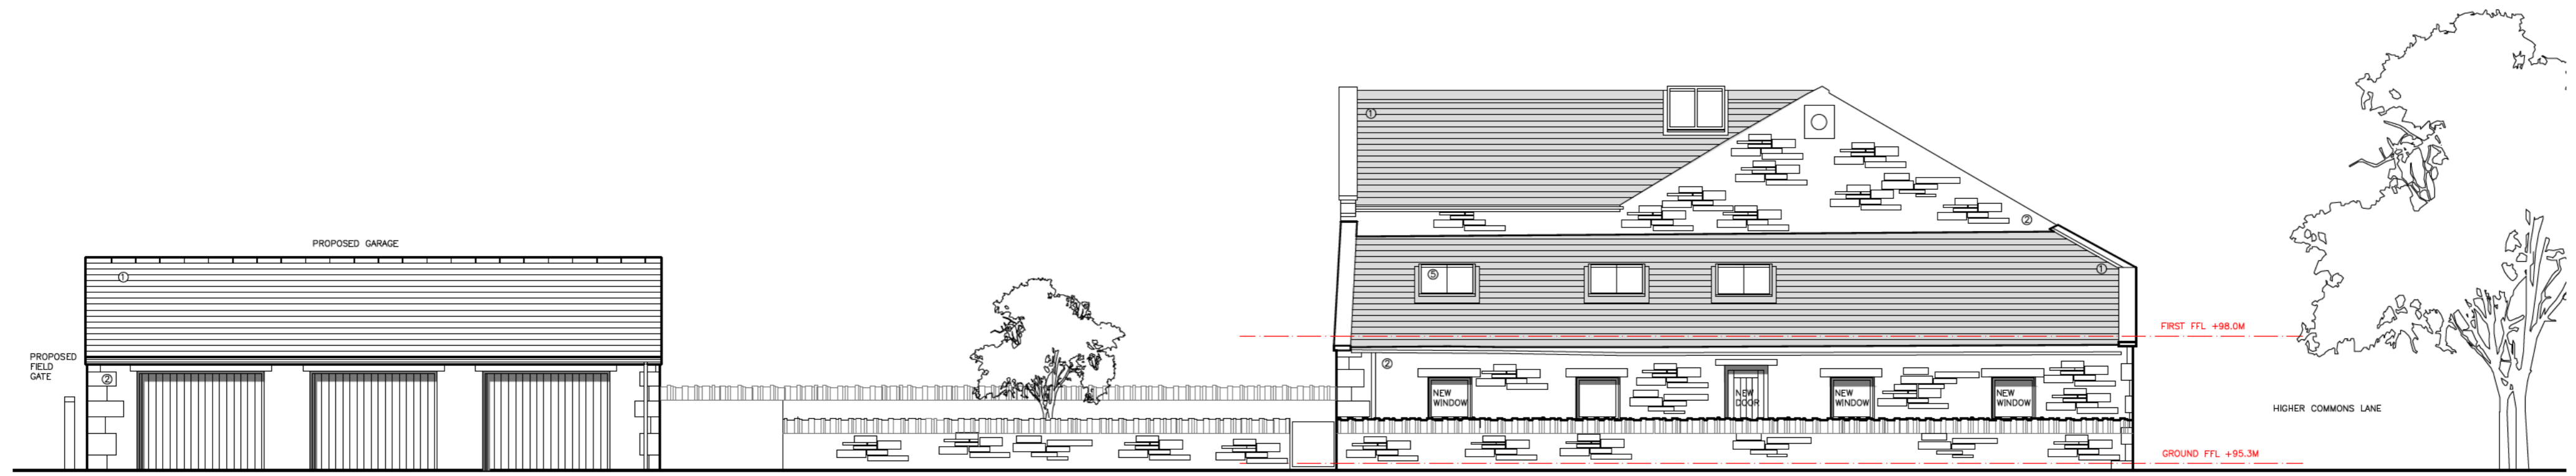 PROPOSED GARAGE
①
PROPOSED
FIELD
GATE
②
①
②
⑤
①
FIRST FFL +98.0M
②
NEW
WINDOW
NEW
DOOR
NEW
WINDOW
NEW
WINDOW
HIGHER COMMONS LANE
GROUND FFL +95.3M